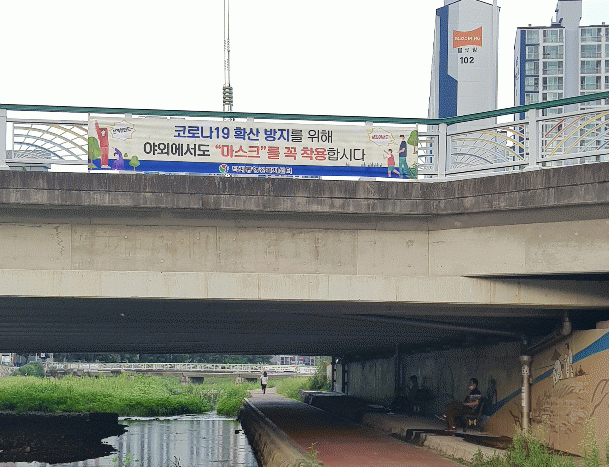 코로나19 확산 방지를 위해
야외에서도 "마스크"를 꼭 착용합시다
102